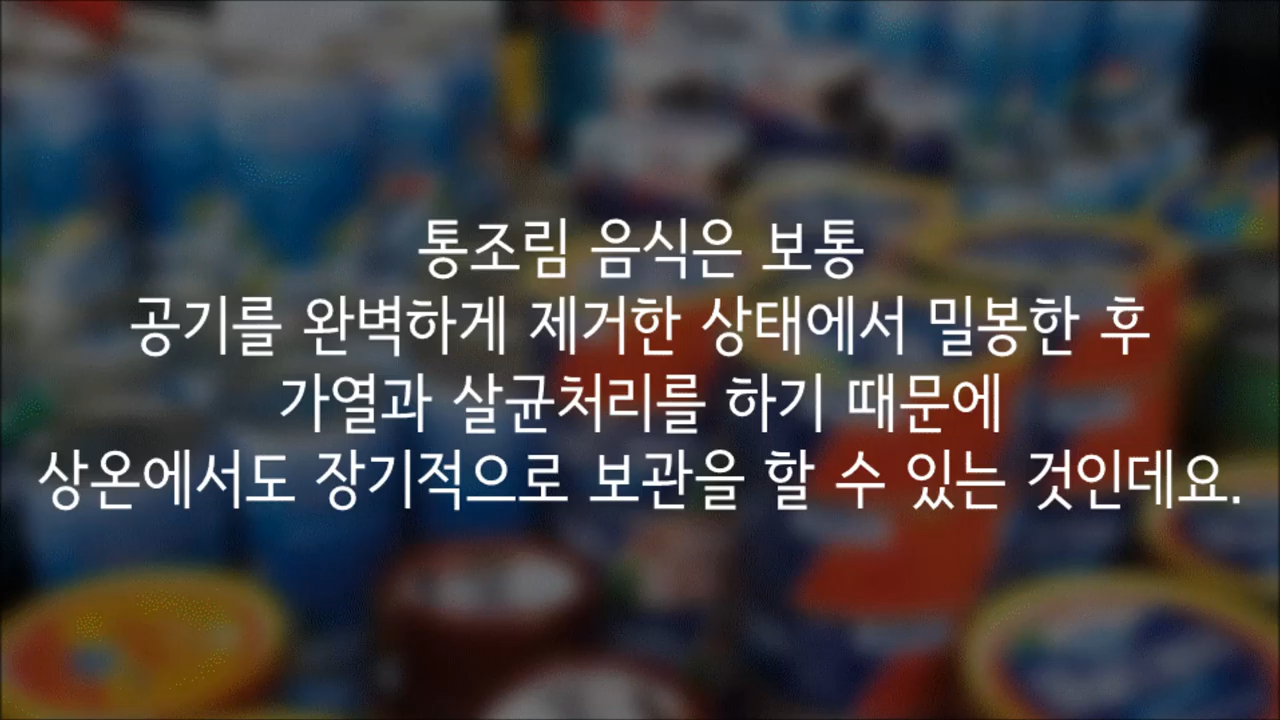 통조림 음식은 보통
공기를 완벽하게 제거한 상태에서 밀봉한 후
가열과 살균처리를 하기 때문에
상온에서도 장기적으로 보관을 할 수 있는 것인데요.